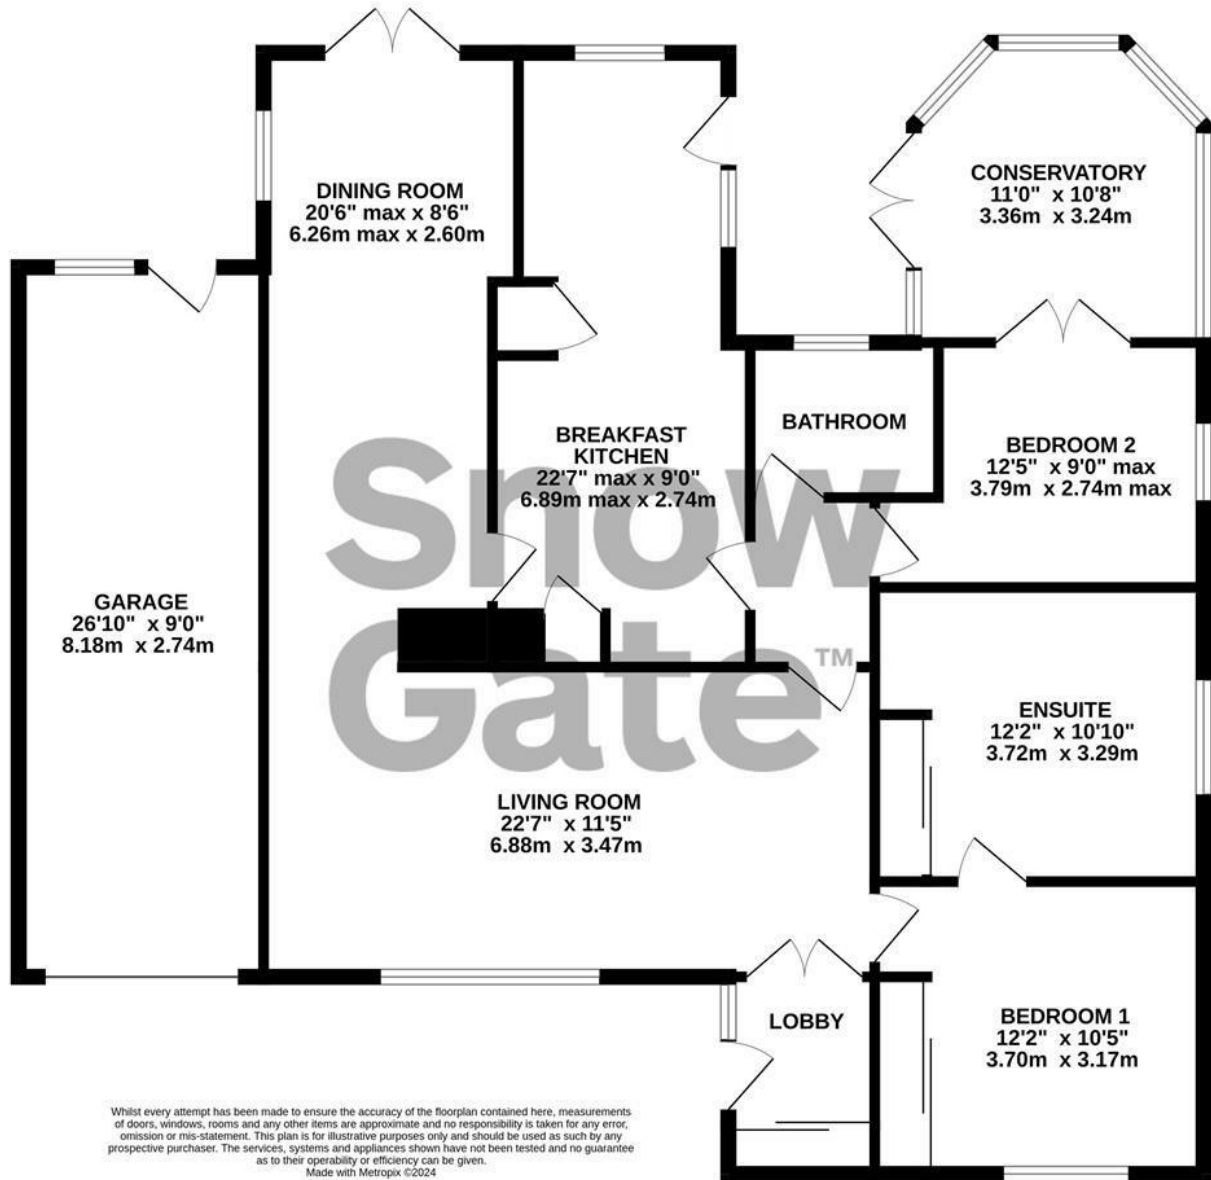 DINING ROOM
20'6" max x 8'6"
6.26m max x 2.60m
CONSERVATORY
11'0" x 10'8"
3.36m x 3.24m
BREAKFAST
KITCHEN
22'7" max x 9'0"
6.89m max x 2.74m
BATHROOM
BEDROOM 2
12'5" x 9'0" max
3.79m x 2.74m max
Snow
Gate™
GARAGE
26'10" x 9'0"
8.18m x 2.74m
ENSUITE
12'2" x 10'10"
3.72m x 3.29m
LIVING ROOM
22'7" x 11'5"
6.88m x 3.47m
LOBBY
BEDROOM 1
12'2" x 10'5"
3.70m x 3.17m
Whilst every attempt has been made to ensure the accuracy of the floorplan contained here, measurements
of doors, windows, rooms and any other items are approximate and no responsibility is taken for any error,
omission or mis-statement. This plan is for illustrative purposes only and should be used as such by any
prospective purchaser. The services, systems and appliances shown have not been tested and no guarantee
as to their operability or efficiency can be given.
Made with Metropix ©2024